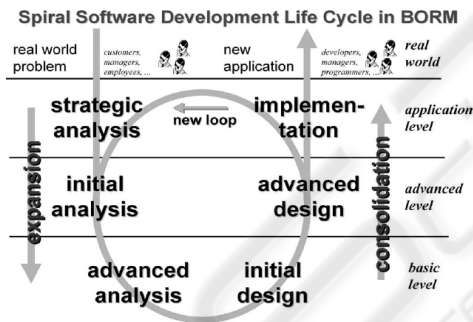 Spiral Software Development Life Cycle in BORM
real world
problem
customers,
managers,
employees, ...
new
application
developers,
managers,
programmers, ...
real
world
strategic
analysis
new loop
implemen-
tation
application
level
expansion
initial
analysis
advanced
design
consolidation
advanced
level
advanced
analysis
initial
design
basic
level